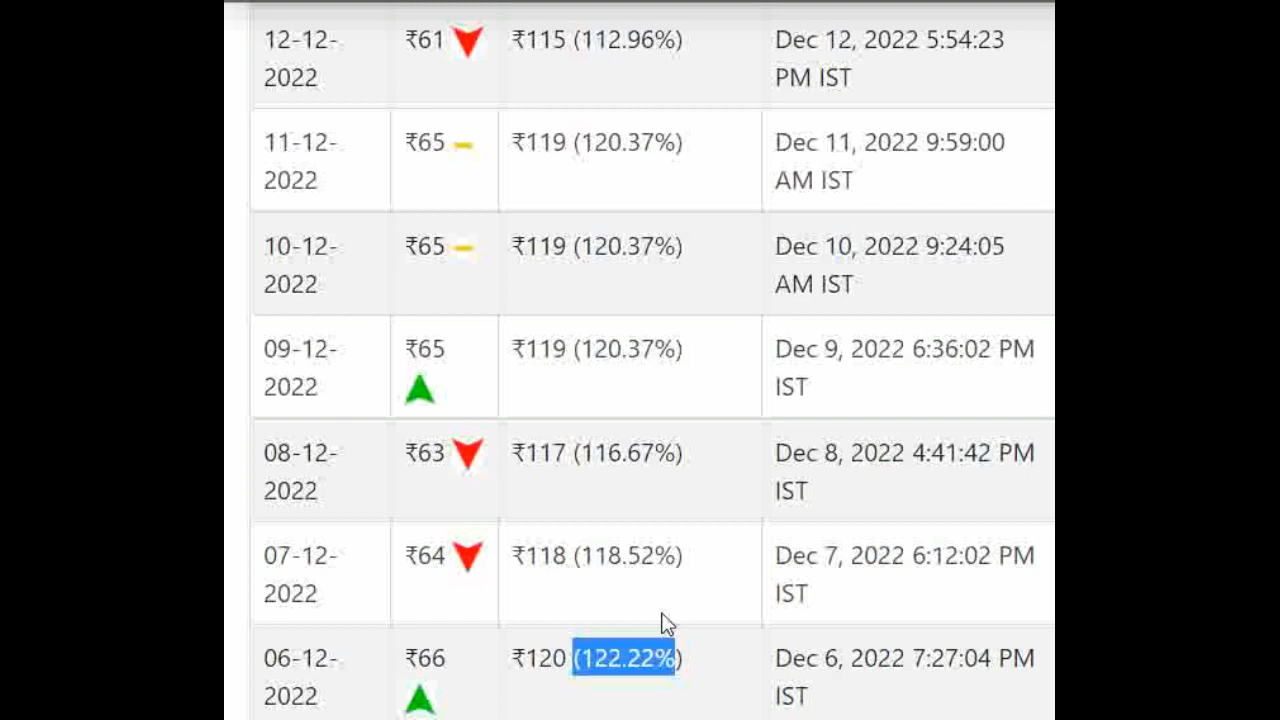 12-12- ₹61 ₹115 (112.96%) Dec 12, 2022 5:54:23
2022 PM IST
11-12- ₹65 ₹119 (120.37%) Dec 11, 2022 9:59:00
2022 AM IST
10-12- ₹65 ₹119 (120.37%) Dec 10, 2022 9:24:05
2022 AM IST
09-12- ₹65 ₹119 (120.37%) Dec 9, 2022 6:36:02 PM
2022 IST
08-12- ₹63 ₹117 (116.67%) Dec 8, 2022 4:41:42 PM
2022 IST
07-12- ₹64 ₹118 (118.52%) Dec 7, 2022 6:12:02 PM
2022 IST
06-12- ₹66 ₹120 (122.22%) Dec 6, 2022 7:27:04 PM
2022 IST